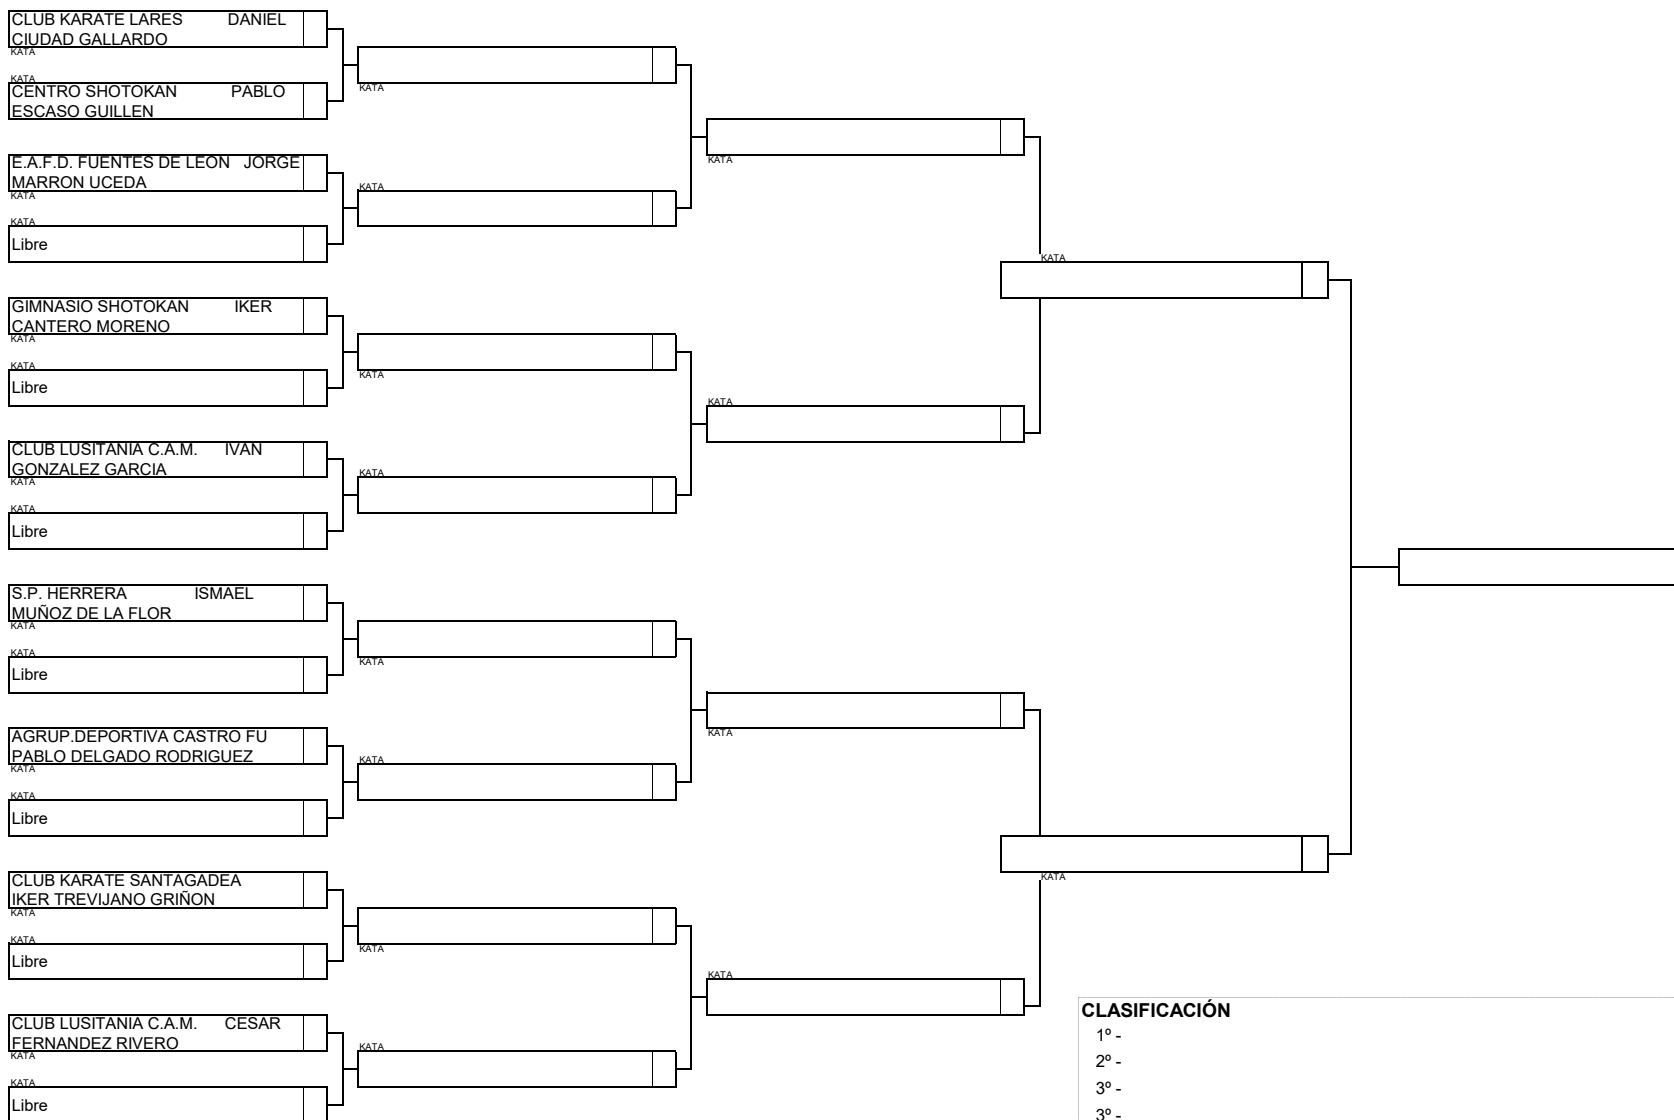 CLUB KARATE LARES DANIEL
CIUDAD GALLARDO
KATA
KATA
CENTRO SHOTOKAN PABLO
ESCASO GUILLEN
E.A.F.D. FUENTES DE LEON JORGE
MARRON UCEDA
KATA
KATA
Libre
GIMNASIO SHOTOKAN IKER
CANTERO MORENO
KATA
KATA
Libre
CLUB LUSITANIA C.A.M. IVAN
GONZALEZ GARCIA
KATA
KATA
Libre
S.P. HERRERA ISMAEL
MUÑOZ DE LA FLOR
KATA
KATA
Libre
AGRUP.DEPORTIVA CASTRO FU
PABLO DELGADO RODRIGUEZ
KATA
KATA
Libre
CLUB KARATE SANTAGADEA
IKER TREVIJANO GRIÑON
KATA
KATA
Libre
CLUB LUSITANIA C.A.M. CESAR
FERNANDEZ RIVERO
KATA
KATA
Libre
KATA
KATA
KATA
KATA
KATA
KATA
KATA
KATA
KATA
KATA
KATA
KATA
KATA
KATA
CLASIFICACIÓN
1º -
2º -
3º -
3º -